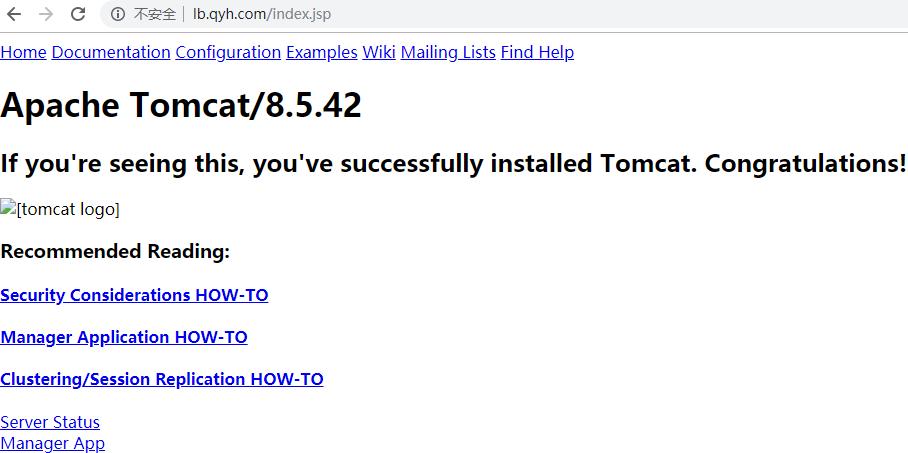 不安全 lb.qyh.com/index.jsp
Home Documentation Configuration Examples Wiki Mailing Lists Find Help
Apache Tomcat/8.5.42
If you're seeing this, you've successfully installed Tomcat. Congratulations!
[tomcat logo]
Recommended Reading:
Security Considerations HOW-TO
Manager Application HOW-TO
Clustering/Session Replication HOW-TO
Server Status
Manager App